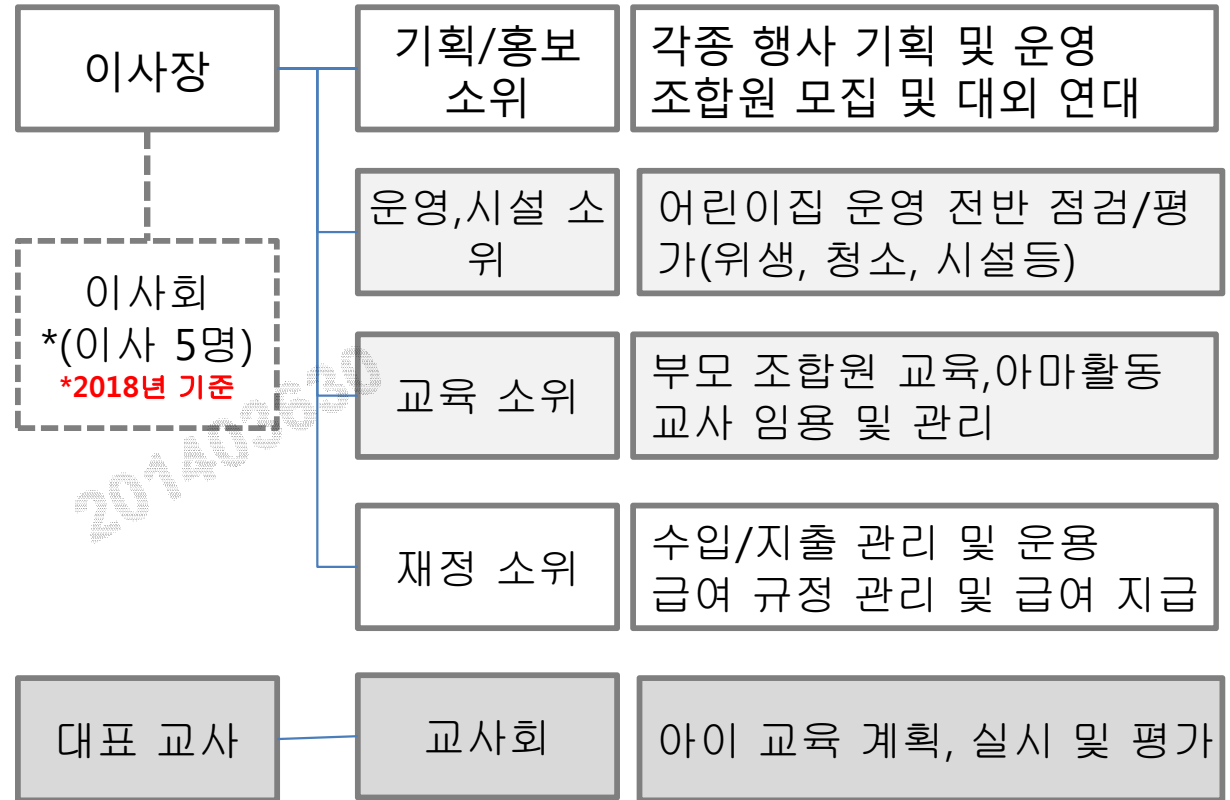 이사장
기획/홍보
소위
각종 행사 기획 및 운영
조합원 모집 및 대외 연대
운영,시설 소
위
어린이집 운영 전반 점검/평
가(위생, 청소, 시설등)
이사회
*(이사 5명)
*2018년 기준
교육 소위
부모 조합원 교육,아마활동
교사 임용 및 관리
재정 소위
수입/지출 관리 및 운용
급여 규정 관리 및 급여 지급
대표 교사
교사회
아이 교육 계획, 실시 및 평가